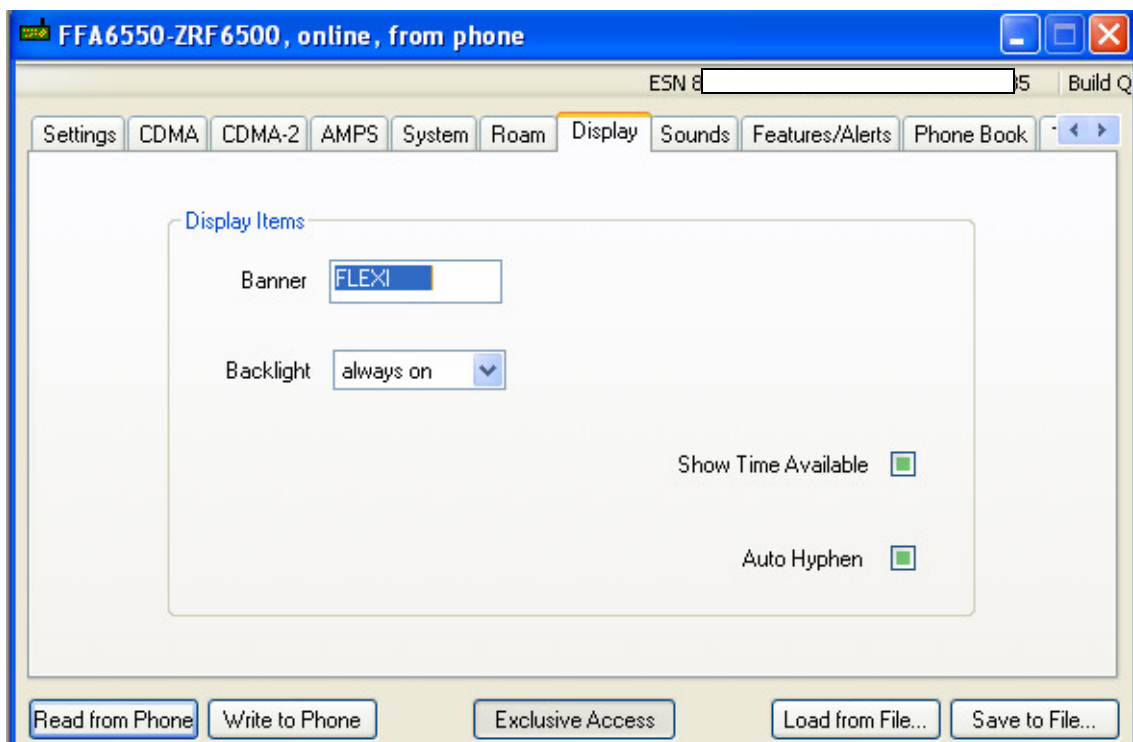 FFA6550-ZRF6500, online, from phone
ESN 8 35 Build Q
Settings CDMA CDMA-2 AMPS System Roam Display Sounds Features/Alerts Phone Book
Display Items
Banner FLEXI
Backlight always on
Show Time Available
Auto Hyphen
Read from Phone Write to Phone Exclusive Access Load from File... Save to File...